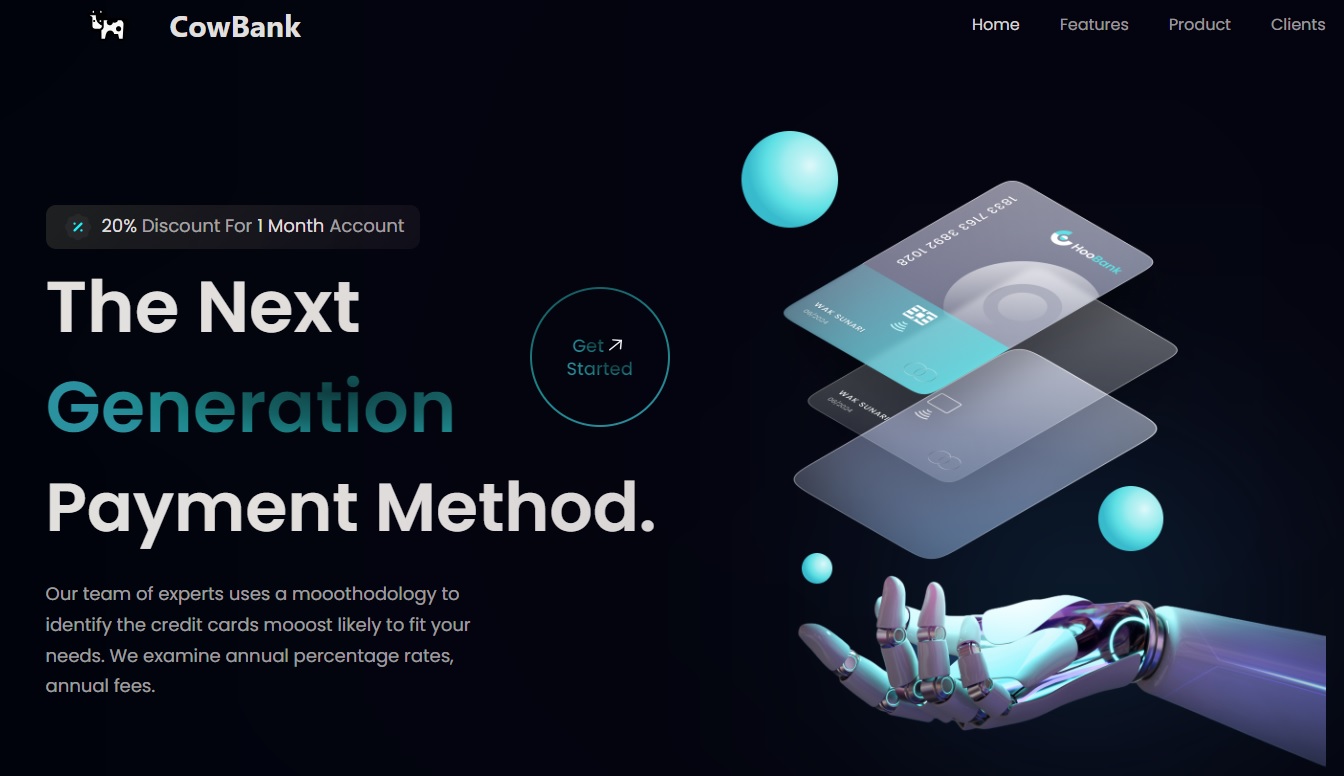 CowBank
Home
Features
Product
Clients
20% Discount For 1 Month Account
The Next
Generation
Payment Method.
Get
Started
Our team of experts uses a mooothodology to
identify the credit cards mooost likely to fit your
needs. We examine annual percentage rates,
annual fees.
1833 7163 3892 1028
HooBank
WAK SUNARI
06/2024
WAK SUNARI
06/2024